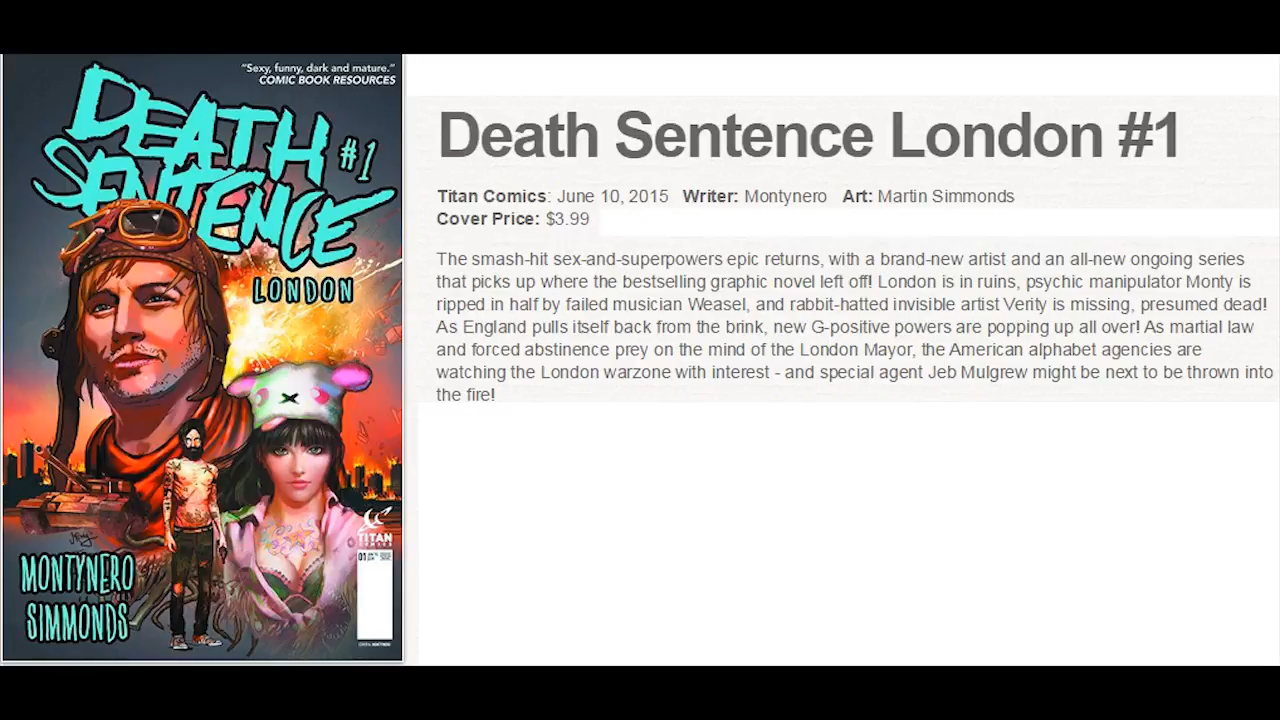 "Sexy, funny, dark and mature."
COMIC BOOK RESOURCES
DEATH
SENTENCE
#1
LONDON
MONTYNERO
SIMMONDS
TITAN
COMICS
01
Death Sentence London #1
Titan Comics: June 10, 2015 Writer: Montynero Art: Martin Simmonds
Cover Price: $3.99
The smash-hit sex-and-superpowers epic returns, with a brand-new artist and an all-new ongoing series
that picks up where the bestselling graphic novel left off! London is in ruins, psychic manipulator Monty is
ripped in half by failed musician Weasel, and rabbit-hatted invisible artist Verity is missing, presumed dead!
As England pulls itself back from the brink, new G-positive powers are popping up all over! As martial law
and forced abstinence prey on the mind of the London Mayor, the American alphabet agencies are
watching the London warzone with interest - and special agent Jeb Mulgrew might be next to be thrown into
the fire!